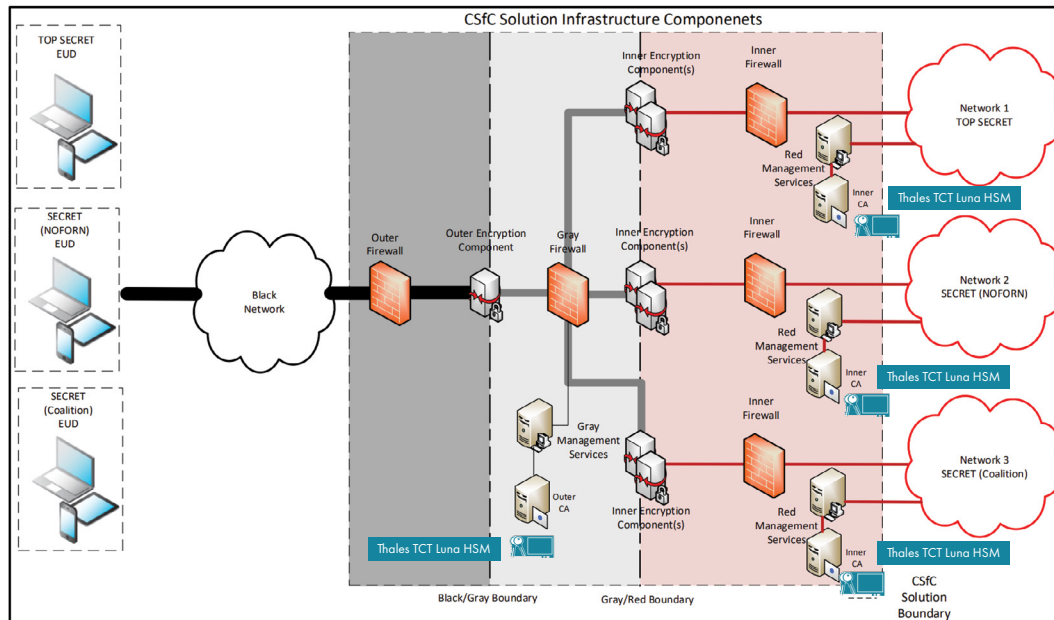 CSfC Solution Infrastructure Componenets
TOP SECRET
EUD
SECRET
(NOFORN)
EUD
SECRET
(Coalition)
EUD
Black
Network
Outer
Firewall
Outer Encryption
Component
Gray
Firewall
Inner Encryption
Component(s)
Inner
Firewall
Red
Management
Services
Inner
CA
Thales TCT Luna HSM
Network 1
TOP SECRET
Inner Encryption
Component(s)
Inner
Firewall
Red
Management
Services
Inner
CA
Thales TCT Luna HSM
Network 2
SECRET (NOFORN)
Gray
Management
Services
Outer
CA
Thales TCT Luna HSM
Inner Encryption
Component(s)
Inner
Firewall
Red
Management
Services
Inner
CA
Thales TCT Luna HSM
Network 3
SECRET (Coalition)
Black/Gray Boundary
Gray/Red Boundary
CSfC
Solution
Boundary